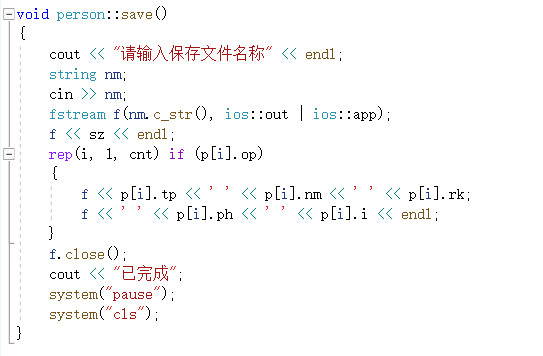 void person::save()
{
cout << "请输入保存文件名称" << endl;
string nm;
cin >> nm;
fstream f(nm.c_str(), ios::out | ios::app);
f << sz << endl;
rep(i, 1, cnt) if (p[i].op)
{
f << p[i].tp << ' ' << p[i].nm << ' ' << p[i].rk;
f << ' ' << p[i].ph << ' ' << p[i].i << endl;
}
f.close();
cout << "已完成";
system("pause");
system("cls");
}